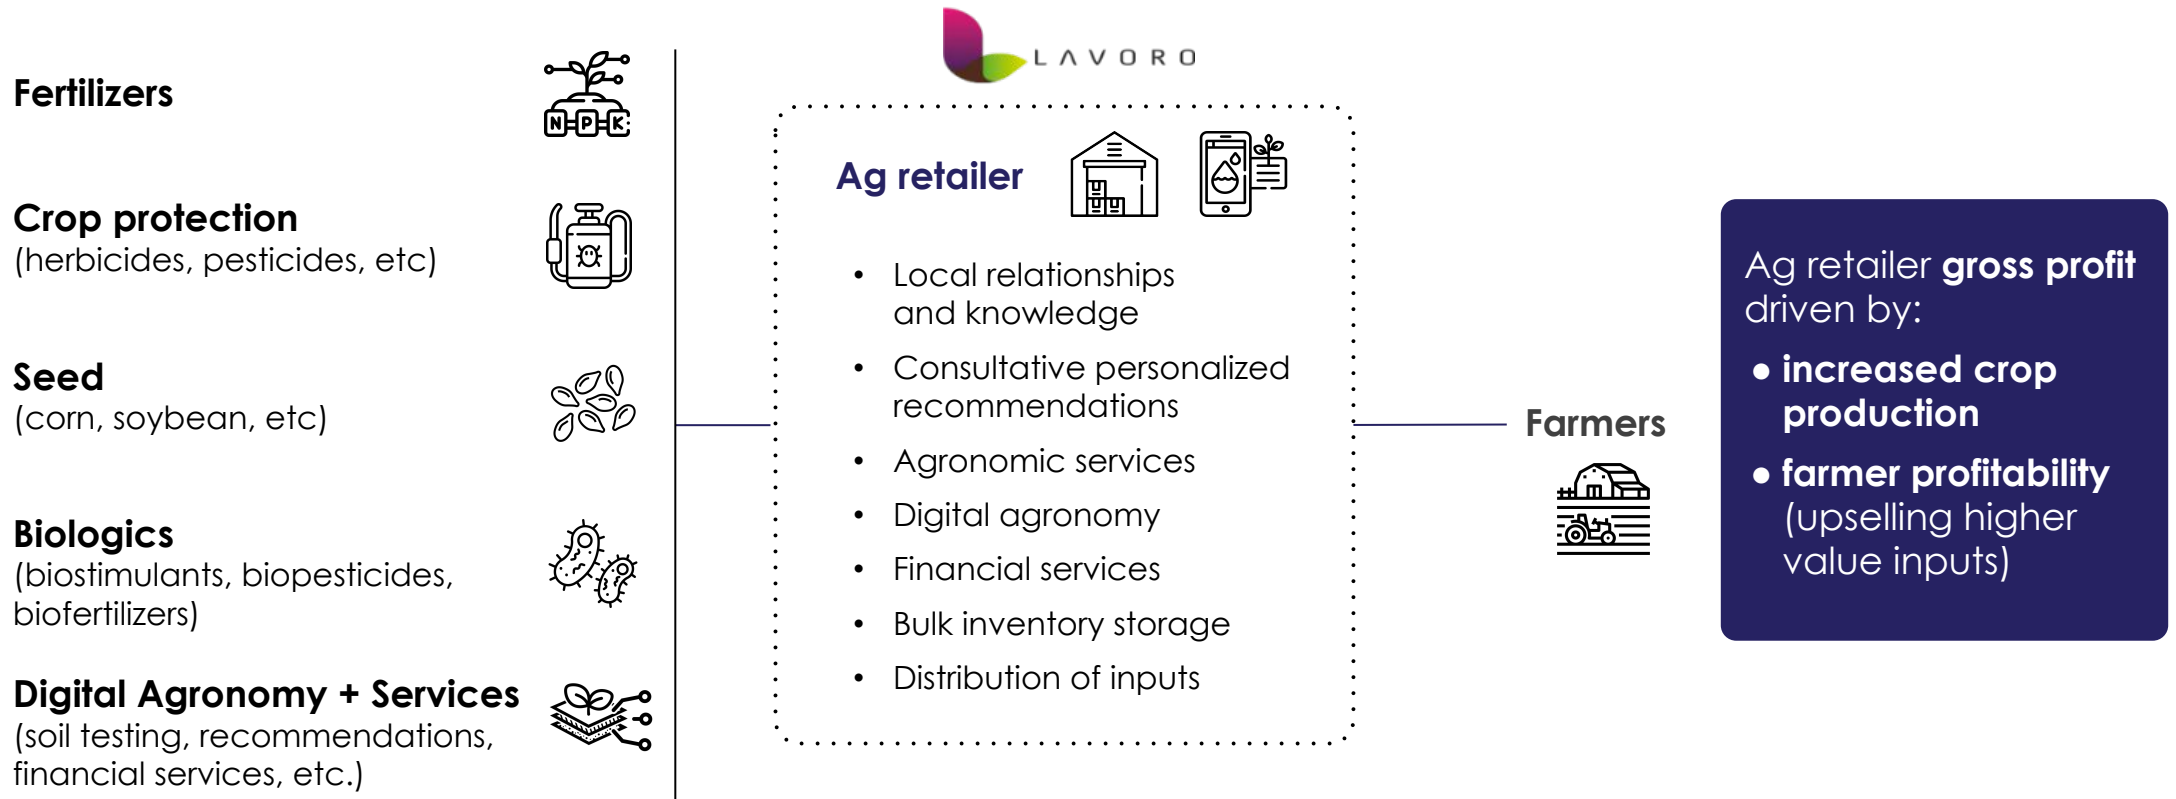 Fertilizers
N P K
Crop protection
(herbicides, pesticides, etc)
Seed
(corn, soybean, etc)
Biologics
(biostimulants, biopesticides,
biofertilizers)
Digital Agronomy + Services
(soil testing, recommendations,
financial services, etc.)
LAVORO
Ag retailer
• Local relationships
and knowledge
• Consultative personalized
recommendations
• Agronomic services
• Digital agronomy
• Financial services
• Bulk inventory storage
• Distribution of inputs
Farmers
Ag retailer gross profit
driven by:
● increased crop
production
● farmer profitability
(upselling higher
value inputs)